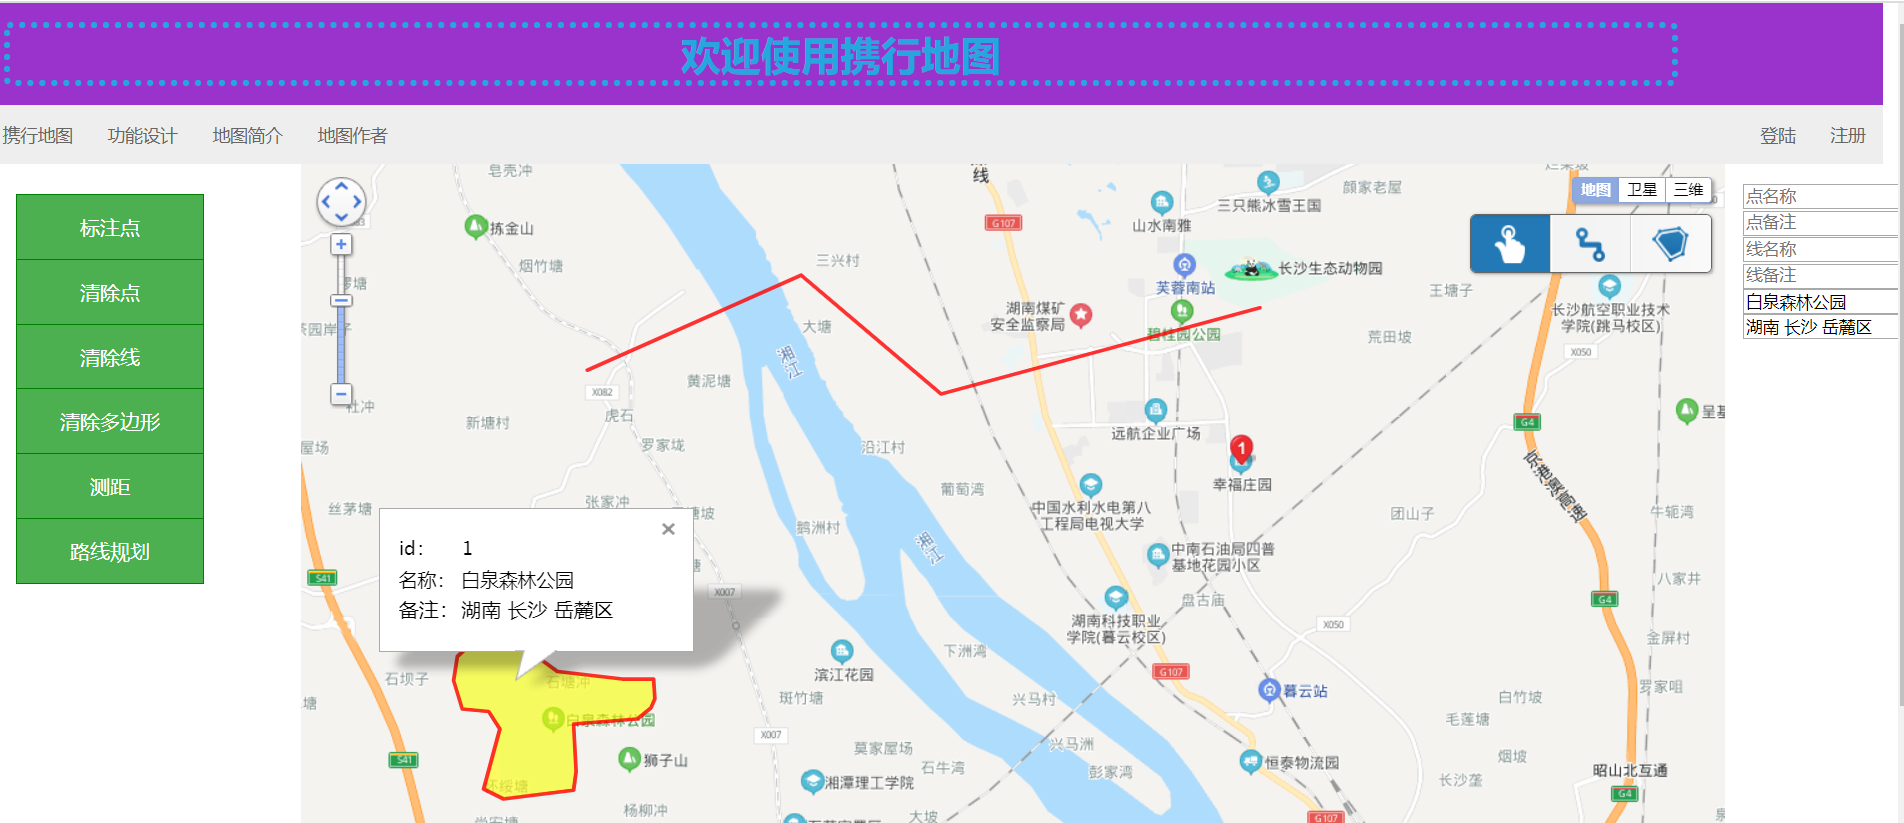 欢迎使用携行地图
携行地图 功能设计 地图简介 地图作者 登陆 注册
标注点
清除点
清除线
清除多边形
测距
路线规划
地图 卫星 三维
点名称
点备注
线名称
线备注
白泉森林公园
湖南 长沙 岳麓区
皂壳冲
线
颜家老屋
三只熊冰雪王国
山水南雅
G107
拣金山
三兴村
烟竹塘
芙蓉南站
长沙生态动物园
王塘子
长沙航空职业技术
学院(跳马校区)
湖南煤矿
安全监察局
大塘
碧桂园公园
荒田坡
X050
湘江
黄泥塘
X082
虎石
社冲
新塘村
罗家垅
屋场
沿江村
远航企业广场
G4
1
幸福庄园
京港澳高速
葡萄湾
中国水利水电第八
工程局电视大学
丝茅塘
张家冲
塘坡
鹊洲村
湘江
团山子
牛轭湾
中南石油局四普
基地花园小区
S41
id： 1
名称： 白泉森林公园
备注： 湖南 长沙 岳麓区
X007
八家井
湖南科技职业
学院(暮云校区)
盘古庙
G4
X050
金屏村
下洲湾
滨江花园
石坝子
石塘冲
G107
暮云站
兴马村
斑竹塘
白竹坡
罗家咀
毛莲塘
塘
白泉森林公园
X007
莫家屋场
兴马洲
S41
狮子山
石牛湾
彭家湾
恒泰物流园
烟坡
昭山北互通
长沙垄
湘潭理工学院
G4
杨柳冲
大坡
G107